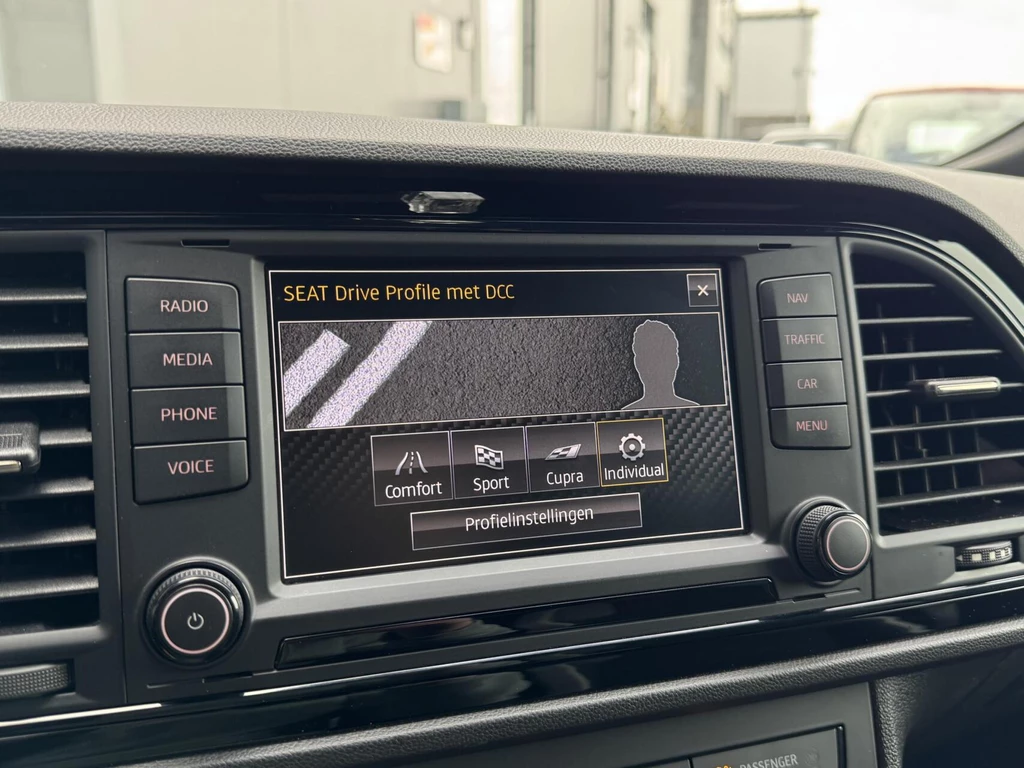 RADIO
MEDIA
PHONE
VOICE
SEAT Drive Profile met DCC
Comfort
Sport
Cupra
Individual
Profielinstellingen
NAV
TRAFFIC
CAR
MENU
PASSENGER